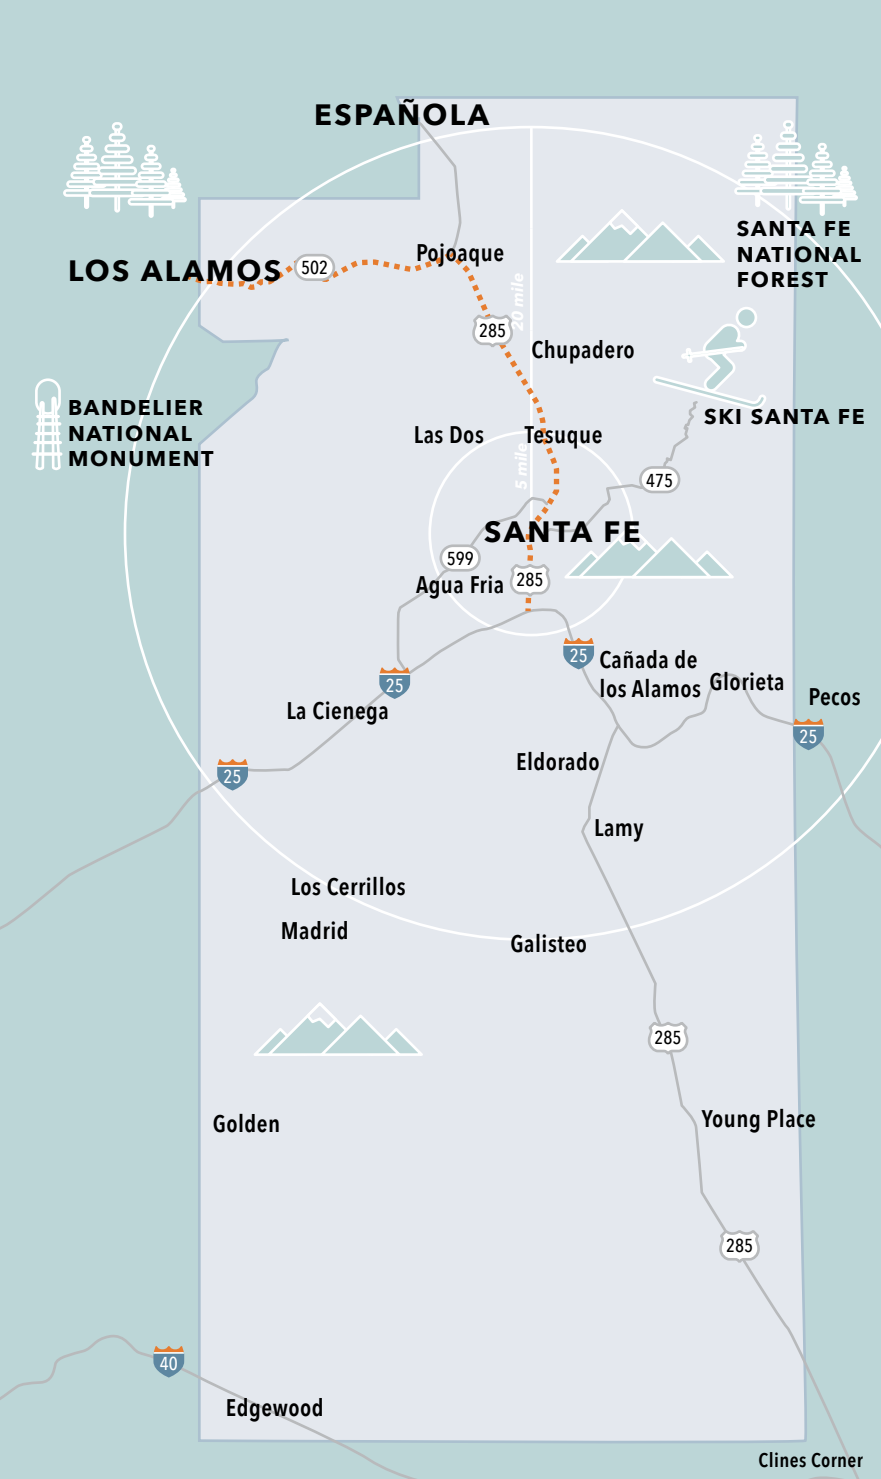 ESPAÑOLA
SANTA FE
NATIONAL
FOREST
Pojoaque
LOS ALAMOS
502
20 mile
285
Chupadero
BANDELIER
NATIONAL
MONUMENT
SKI SANTA FE
Las Dos
Tesuque
5 mile
475
SANTA FE
599
Agua Fria
285
25
Cañada de
los Alamos
Glorieta
25
Pecos
La Cienega
25
Eldorado
25
Lamy
Los Cerrillos
Madrid
Galisteo
285
Golden
Young Place
285
40
Edgewood
Clines Corner